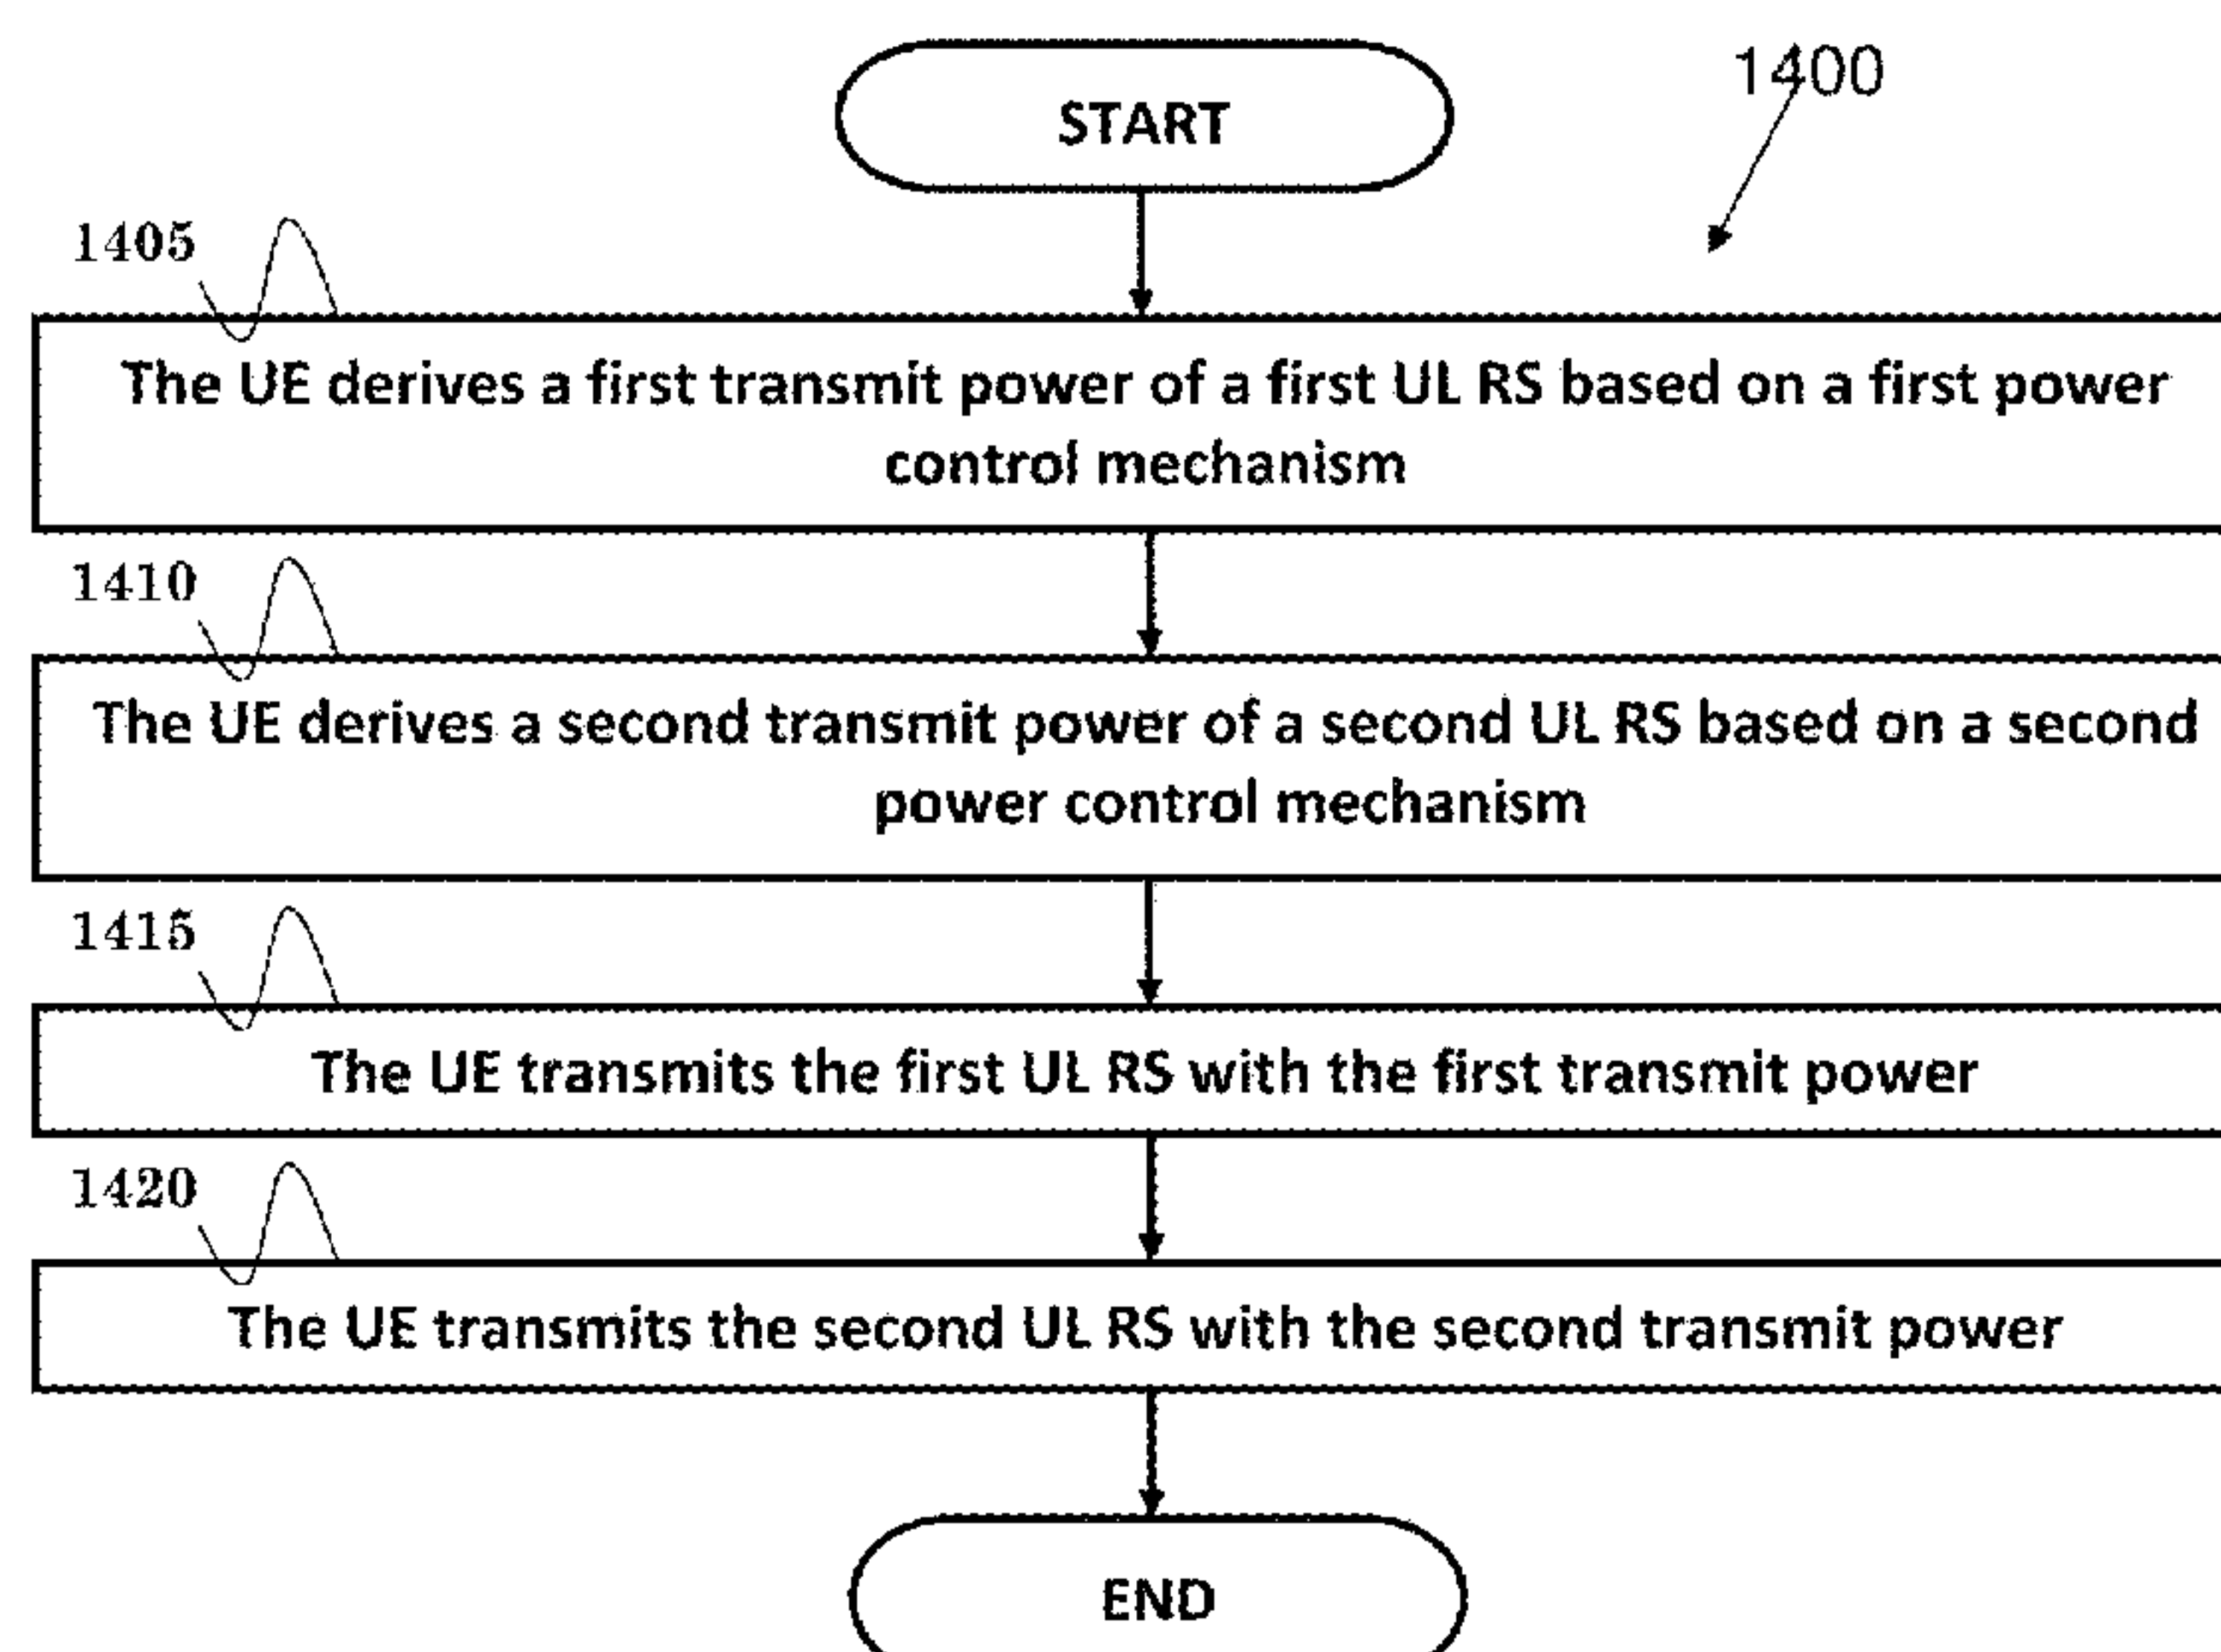 START
1400
1405
The UE derives a first transmit power of a first UL RS based on a first power
control mechanism
1410
The UE derives a second transmit power of a second UL RS based on a second
power control mechanism
1415
The UE transmits the first UL RS with the first transmit power
1420
The UE transmits the second UL RS with the second transmit power
END